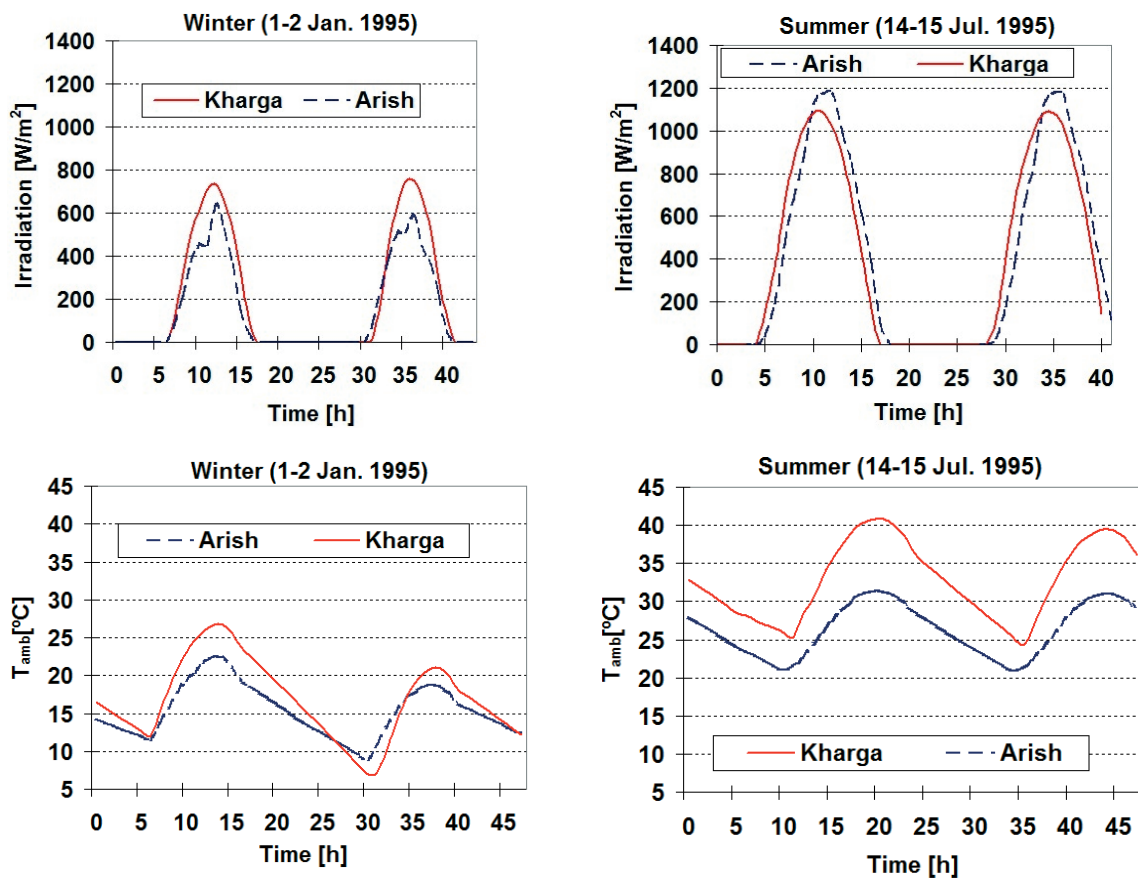 Winter (1-2 Jan. 1995)
1400
1200
1000
800
600
400
200
0
Irradiation [W/m²]
Kharga Arish
0 5 10 15 20 25 30 35 40
Time [h]
Summer (14-15 Jul. 1995)
1400
1200
1000
800
600
400
200
0
Irradiation [W/m²]
Arish Kharga
0 5 10 15 20 25 30 35 40
Time [h]
Winter (1-2 Jan. 1995)
45
40
35
30
25
20
15
10
5
Tamb[ºC]
Arish Kharga
0 5 10 15 20 25 30 35 40 45
Time [h]
Summer (14-15 Jul. 1995)
45
40
35
30
25
20
15
10
5
Tamb[ºC]
Kharga Arish
0 5 10 15 20 25 30 35 40 45
Time [h]